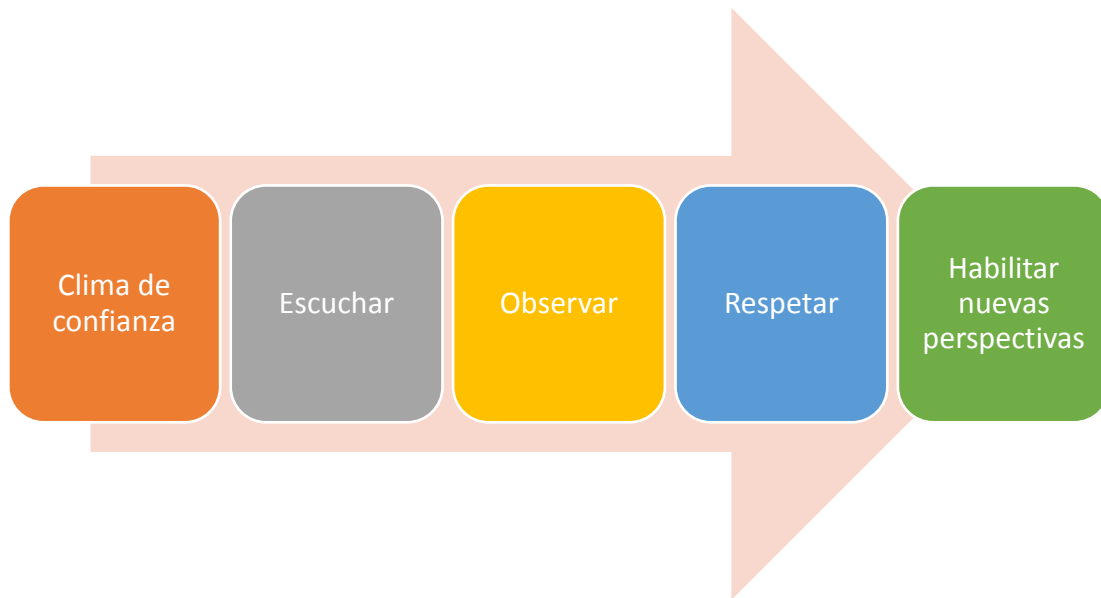 Clima de
confianza
Escuchar
Observar
Respetar
Habilitar
nuevas
perspectivas